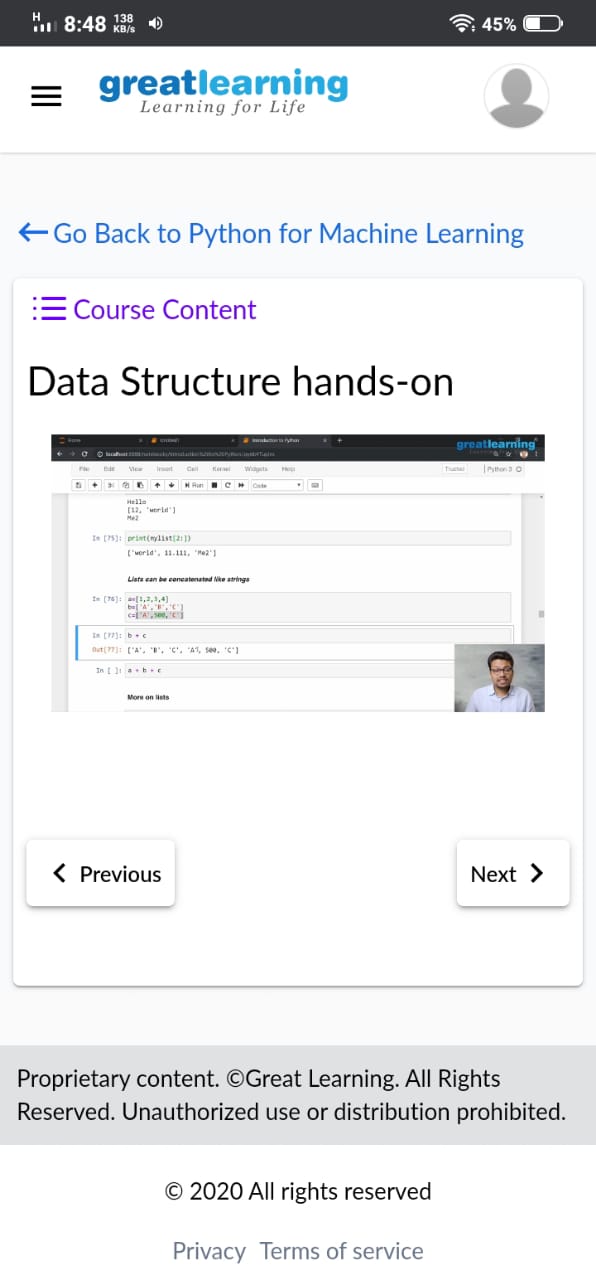 H
8:48 138 KB/s
45%
greatlearning
Learning for Life
Go Back to Python for Machine Learning
Course Content
Data Structure hands-on
Home Untitled Introduction to Python
greatlearning
File Edit View Insert Cell Kernel Widgets Help Trusted Python 3
Run Code
Hello
[12, 'world']
Me2
In [75]: print(mylist[2:])
['world', 11.111, 'Me2']
Lists can be concatenated like strings
In [76]: a=[1,2,3,4]
b=['A','B','C']
c=['A',500,'C']
In [77]: b + c
Out[77]: ['A', 'B', 'C', 'A', 500, 'C']
In [ ]: a + b + c
More on lists
Previous
Next
Proprietary content. ©Great Learning. All Rights
Reserved. Unauthorized use or distribution prohibited.
© 2020 All rights reserved
Privacy Terms of service